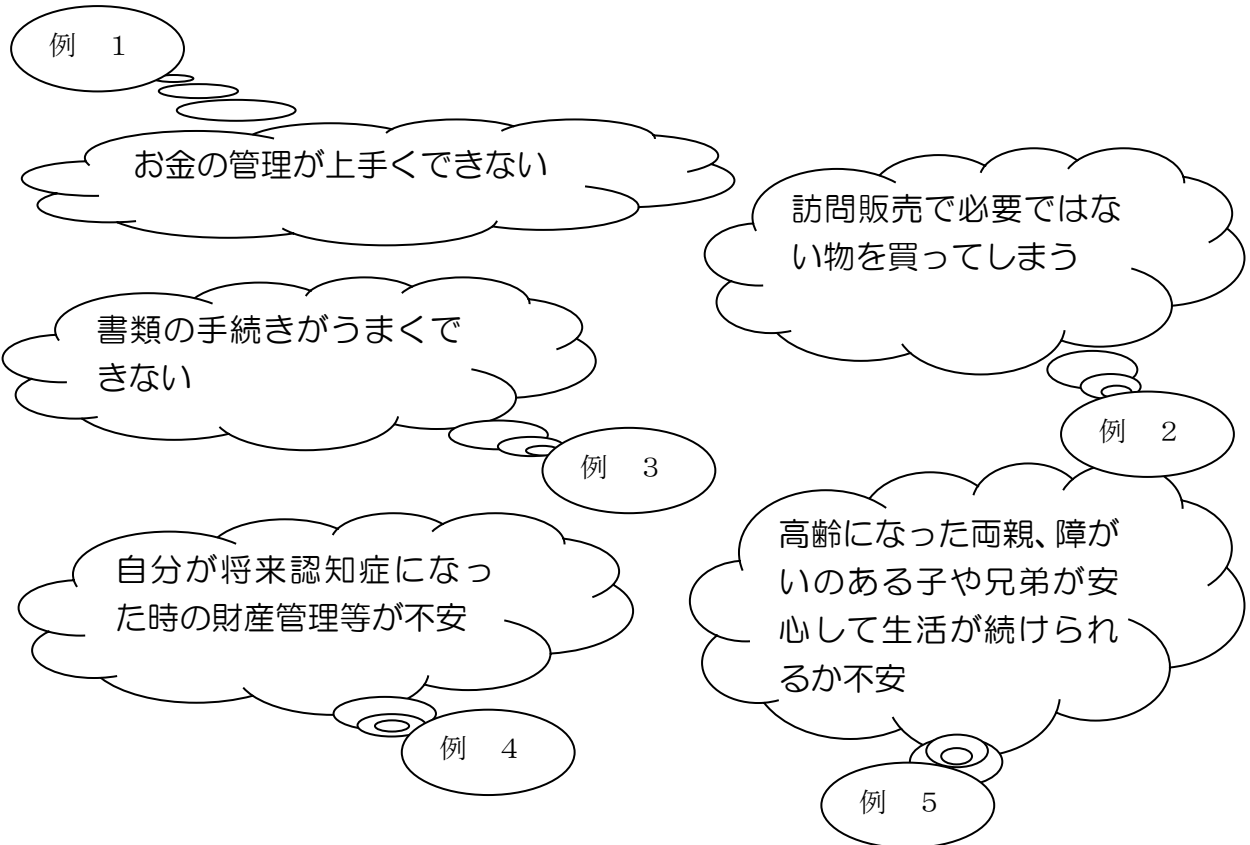 例　１
お金の管理が上手くできない
訪問販売で必要ではな
い物を買ってしまう
例　２
書類の手続きがうまくで
きない
例　３
自分が将来認知症になっ
た時の財産管理等が不安
例　４
高齢になった両親、障が
いのある子や兄弟が安
心して生活が続けられ
るか不安
例　５